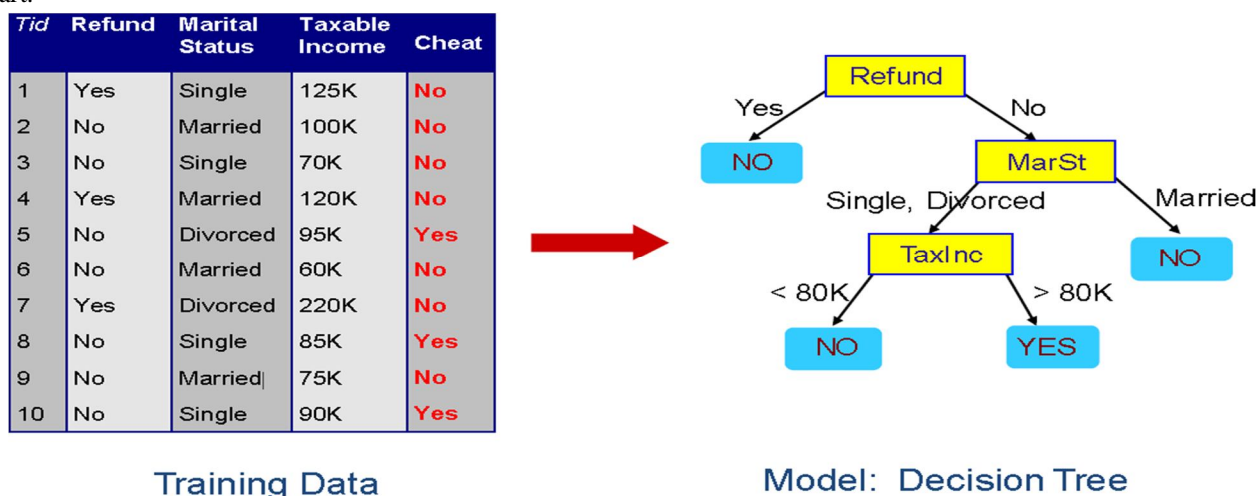 Tid Refund Marital Status Taxable Income Cheat
1 Yes Single 125K No
2 No Married 100K No
3 No Single 70K No
4 Yes Married 120K No
5 No Divorced 95K Yes
6 No Married 60K No
7 Yes Divorced 220K No
8 No Single 85K Yes
9 No Married 75K No
10 No Single 90K Yes
Training Data
Refund
Yes No
NO MarSt
Single, Divorced Married
TaxInc NO
< 80K > 80K
NO YES
Model: Decision Tree